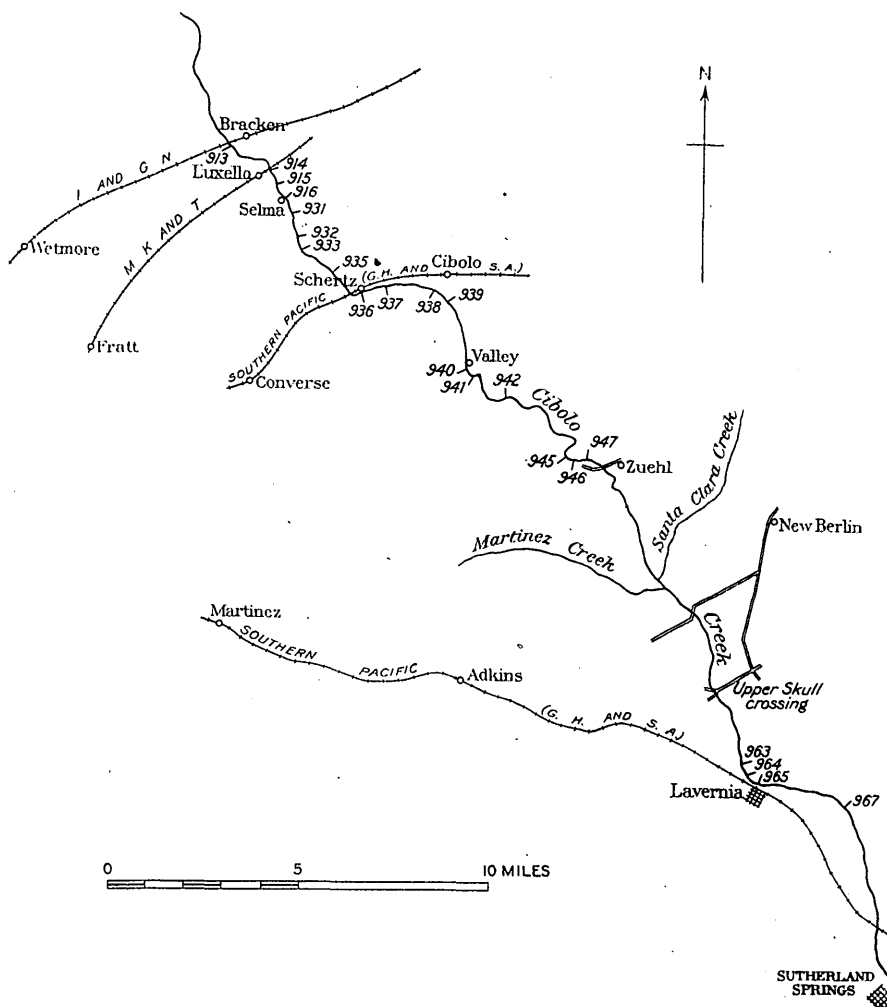 N
Bracken
913
I AND G N
Luxello
914
915
916
Selma
931
932
933
Wetmore
M K AND T
935
Cibolo
Schertz
(G. H. AND S. A.)
936
937
938
939
SOUTHERN PACIFIC
Fratt
Converse
Valley
940
941
942
Cibolo
945
946
947
Zuehl
Santa Clara Creek
New Berlin
Martinez Creek
Creek
Martinez
SOUTHERN PACIFIC
Adkins
(G. H. AND S. A.)
Upper Skull
crossing
963
964
965
Lavernia
967
0 5 10 MILES
SUTHERLAND
SPRINGS